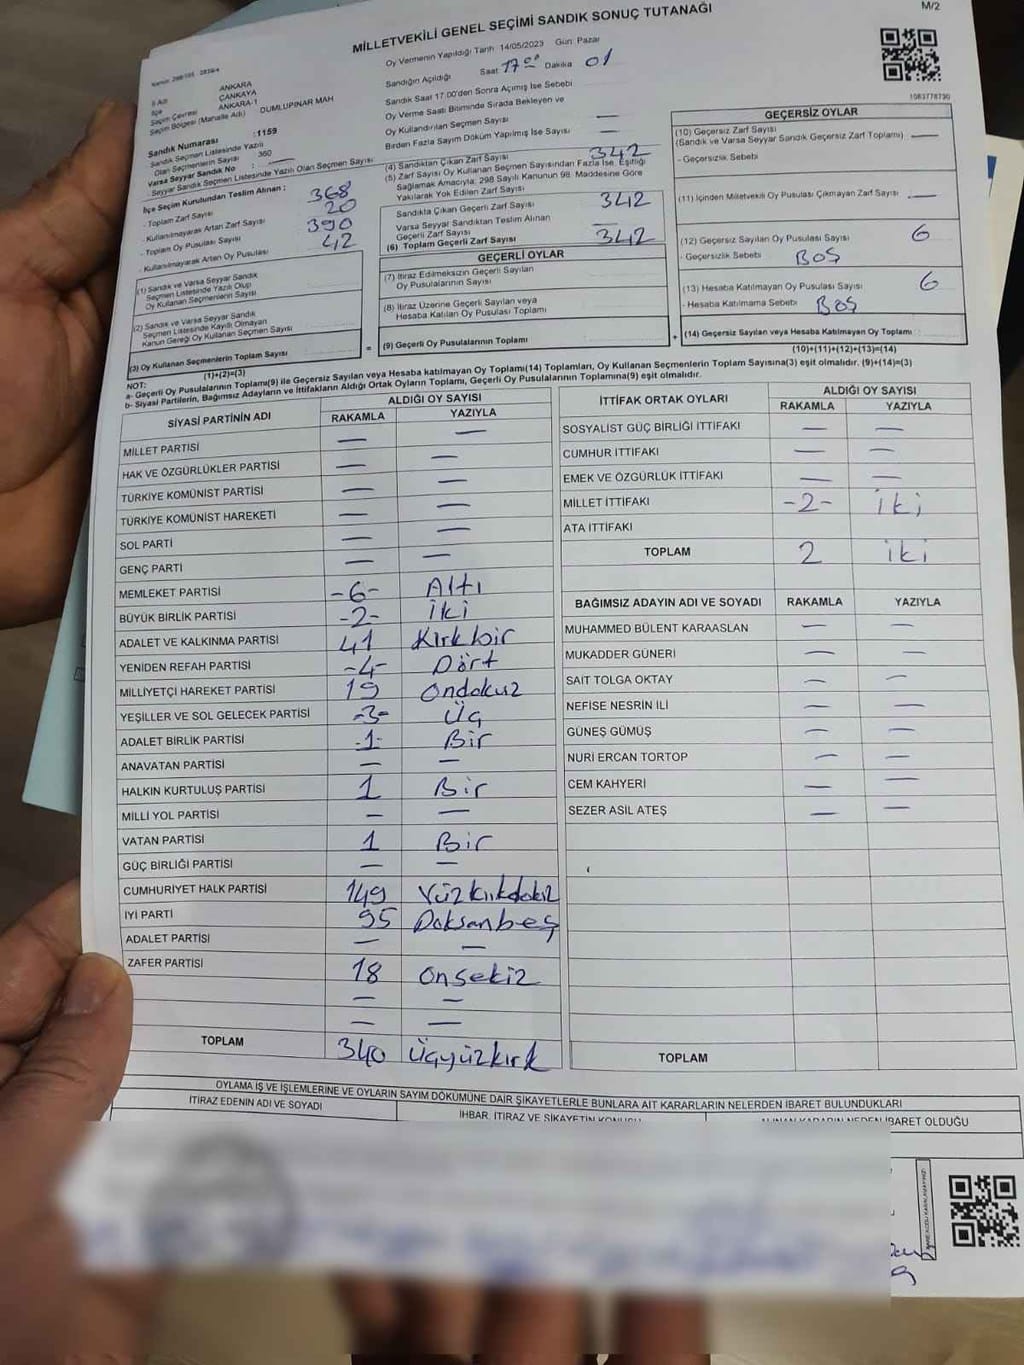 M/2
MİLLETVEKİLİ GENEL SEÇİMİ SANDIK SONUÇ TUTANAĞI
Oy Vermenin Yapıldığı Tarih 14/05/2023 Gün: Pazar
Sandığın Açıldığı Saat 17 00 Dakika 01
İl Adı ANKARA
İlçe ÇANKAYA
Seçim Çevresi ANKARA-1
Seçim Bölgesi (Mahalle Adı) DUMLUPINAR MAH
Sandık Numarası :1159
Sandık Seçmen Listesinde Yazılı
Olan Seçmenlerin Sayısı 360
Varsa Seyyar Sandık No
- Seyyar Sandık Seçmen Listesinde Yazılı Olan Seçmen Sayısı
İlçe Seçim Kurulundan Teslim Alınan :
- Toplam Zarf Sayısı 368
- Kullanılmayarak Artan Zarf Sayısı 20
- Toplam Oy Pusulası Sayısı 390
- Kullanılmayarak Artan Oy Pusulası 42
Sandık Saat 17.00'den Sonra Açımış İse Sebebi
Oy Verme Saati Bitiminde Sırada Bekleyen ve
Oy Kullandırılan Seçmen Sayısı —
Birden Fazla Sayım Döküm Yapılmış İse Sayısı —
(4) Sandıktan Çıkan Zarf Sayısı 342
(5) Zarf Sayısı Oy Kullanan Seçmen Sayısından Fazla İse, Eşitliği
Sağlamak Amacıyla; 298 Sayılı Kanunun 98. Maddesine Göre
Yakılarak Yok Edilen Zarf Sayısı
Sandıkla Çıkan Geçerli Zarf Sayısı 342
Varsa Seyyar Sandıktan Teslim Alınan
Geçerli Zarf Sayısı
(6) Toplam Geçerli Zarf Sayısı 342
1083778730
GEÇERSİZ OYLAR
(10) Geçersiz Zarf Sayısı
(Sandık ve Varsa Seyyar Sandık Geçersiz Zarf Toplamı) —
- Geçersizlik Sebebi
(11) İçinden Milletvekili Oy Pusulası Çıkmayan Zarf Sayısı —
(12) Geçersiz Sayılan Oy Pusulası Sayısı 6
- Geçersizlik Sebebi BOŞ
(13) Hesaba Katılmayan Oy Pusulası Sayısı 6
- Hesaba Katılmama Sebebi BOŞ
(14) Geçersiz Sayılan veya Hesaba Katılmayan Oy Toplamı
(1) Sandık ve Varsa Seyyar Sandık
Seçmen Listesinde Yazılı Olup
Oy Kullanan Seçmenlerin Sayısı
(2) Sandık ve Varsa Seyyar Sandık
Seçmen Listesinde Kayıtlı Olmayan
Kanun Gereği Oy Kullanan Seçmen Sayısı
(3) Oy Kullanan Seçmenlerin Toplam Sayısı
(1)+(2)=(3)
=
GEÇERLİ OYLAR
(7) İtiraz Edilmeksizin Geçerli Sayılan
Oy Pusulalarının Sayısı
(8) İtiraz Üzerine Geçerli Sayılan veya
Hesaba Katılan Oy Pusulası Toplamı
(9) Geçerli Oy Pusulalarının Toplamı
+
(10)+(11)+(12)+(13)=(14)
NOT:
a- Geçerli Oy Pusulalarının Toplamı(9) ile Geçersiz Sayılan veya Hesaba katılmayan Oy Toplamı(14) Toplamları, Oy Kullanan Seçmenlerin Toplam Sayısına(3) eşit olmalıdır. (9)+(14)=(3)
b- Siyasi Partilerin, Bağımsız Adayların ve İttifakların Aldığı Ortak Oyların Toplamı, Geçerli Oy Pusulalarının Toplamına(9) eşit olmalıdır.
SİYASİ PARTİNİN ADI ALDIĞI OY SAYISI
RAKAMLA YAZIYLA
MİLLET PARTİSİ — —
HAK VE ÖZGÜRLÜKLER PARTİSİ — —
TÜRKİYE KOMÜNİST PARTİSİ — —
TÜRKİYE KOMÜNİST HAREKETİ — —
SOL PARTİ — —
GENÇ PARTİ — —
MEMLEKET PARTİSİ -6- Altı
BÜYÜK BİRLİK PARTİSİ -2- İki
ADALET VE KALKINMA PARTİSİ 41 Kırkbir
YENİDEN REFAH PARTİSİ -4- Dört
MİLLİYETÇİ HAREKET PARTİSİ 19 Ondokuz
YEŞİLLER VE SOL GELECEK PARTİSİ -3- Üç
ADALET BİRLİK PARTİSİ -1- Bir
ANAVATAN PARTİSİ — —
HALKIN KURTULUŞ PARTİSİ 1 Bir
MİLLİ YOL PARTİSİ — —
VATAN PARTİSİ 1 Bir
GÜÇ BİRLİĞİ PARTİSİ — —
CUMHURİYET HALK PARTİSİ 149
İYİ PARTİ 95 Doksanbeş
ADALET PARTİSİ — —
ZAFER PARTİSİ 18 Onsekiz
— —
— —
TOPLAM 340 Üçyüzkırk
İTTİFAK ORTAK OYLARI ALDIĞI OY SAYISI
RAKAMLA YAZIYLA
SOSYALİST GÜÇ BİRLİĞİ İTTİFAKI — —
CUMHUR İTTİFAKI — —
EMEK VE ÖZGÜRLÜK İTTİFAKI — —
MİLLET İTTİFAKI -2- İki
ATA İTTİFAKI
TOPLAM 2 iki
BAĞIMSIZ ADAYIN ADI VE SOYADI RAKAMLA YAZIYLA
MUHAMMED BÜLENT KARAASLAN — —
MUKADDER GÜNERİ — —
SAİT TOLGA OKTAY — —
NEFİSE NESRİN İLİ — —
GÜNEŞ GÜMÜŞ — —
NURİ ERCAN TORTOP — —
CEM KAHYERİ — —
SEZER ASIL ATEŞ — —
TOPLAM
OYLAMA İŞ VE İŞLEMLERİNE VE OYLARIN SAYIM DÖKÜMÜNE DAİR ŞİKAYETLERLE BUNLARA AİT KARARLARIN NELERDEN İBARET BULUNDUKLARI
İTİRAZ EDENİN ADI VE SOYADI
İHBAR, İTİRAZ VE ŞİKAYETİN KONUSU
ALINAN KARARIN NEDEN İBARET OLDUĞU